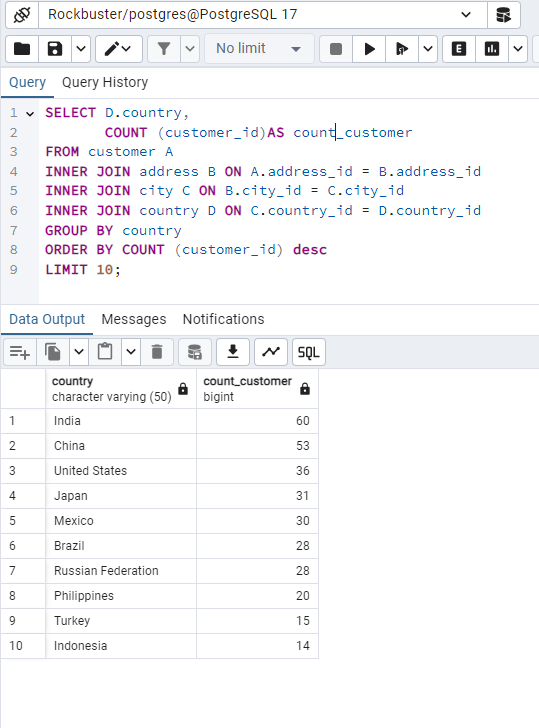 Rockbuster/postgres@PostgreSQL 17
No limit
E
Query Query History
1 SELECT D.country,
2 COUNT (customer_id)AS count_customer
3 FROM customer A
4 INNER JOIN address B ON A.address_id = B.address_id
5 INNER JOIN city C ON B.city_id = C.city_id
6 INNER JOIN country D ON C.country_id = D.country_id
7 GROUP BY country
8 ORDER BY COUNT (customer_id) desc
9 LIMIT 10;
Data Output Messages Notifications
SQL
country count_customer
character varying (50) bigint
1 India 60
2 China 53
3 United States 36
4 Japan 31
5 Mexico 30
6 Brazil 28
7 Russian Federation 28
8 Philippines 20
9 Turkey 15
10 Indonesia 14